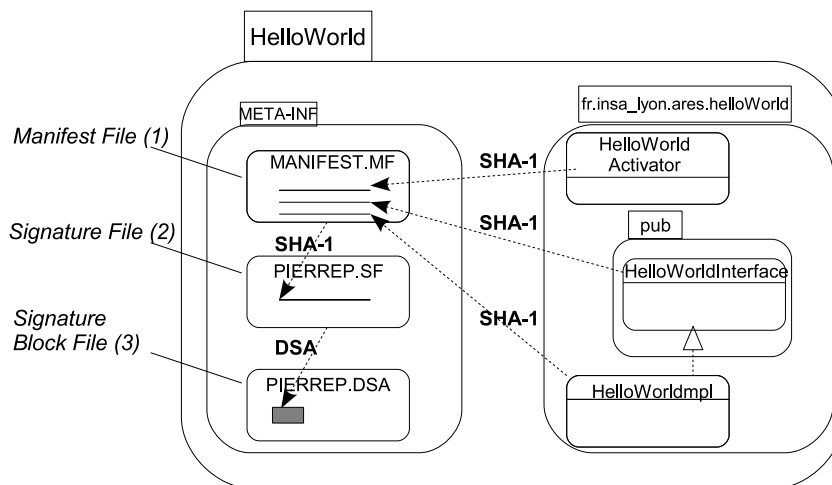 HelloWorld
META-INF
fr.insa_lyon.ares.helloWorld
Manifest File (1)
MANIFEST.MF
SHA-1
HelloWorld
Activator
Signature File (2)
SHA-1
PIERREP.SF
SHA-1
pub
HelloWorldInterface
Signature
Block File (3)
DSA
PIERREP.DSA
SHA-1
HelloWorldmpl